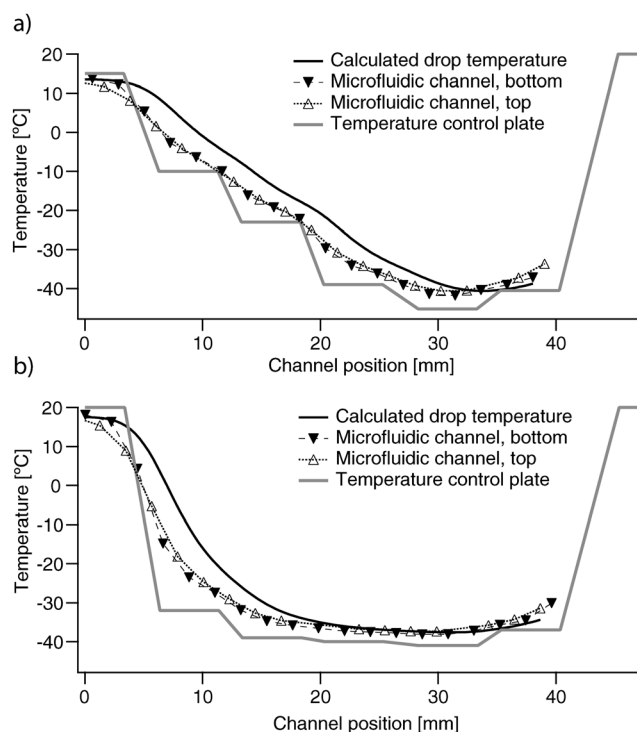 a)
20
10
0
-10
-20
-30
-40
Temperature [ºC]
Calculated drop temperature
Microfluidic channel, bottom
Microfluidic channel, top
Temperature control plate
0
10
20
30
40
Channel position [mm]
b)
20
10
0
-10
-20
-30
-40
Temperature [ºC]
Calculated drop temperature
Microfluidic channel, bottom
Microfluidic channel, top
Temperature control plate
0
10
20
30
40
Channel position [mm]